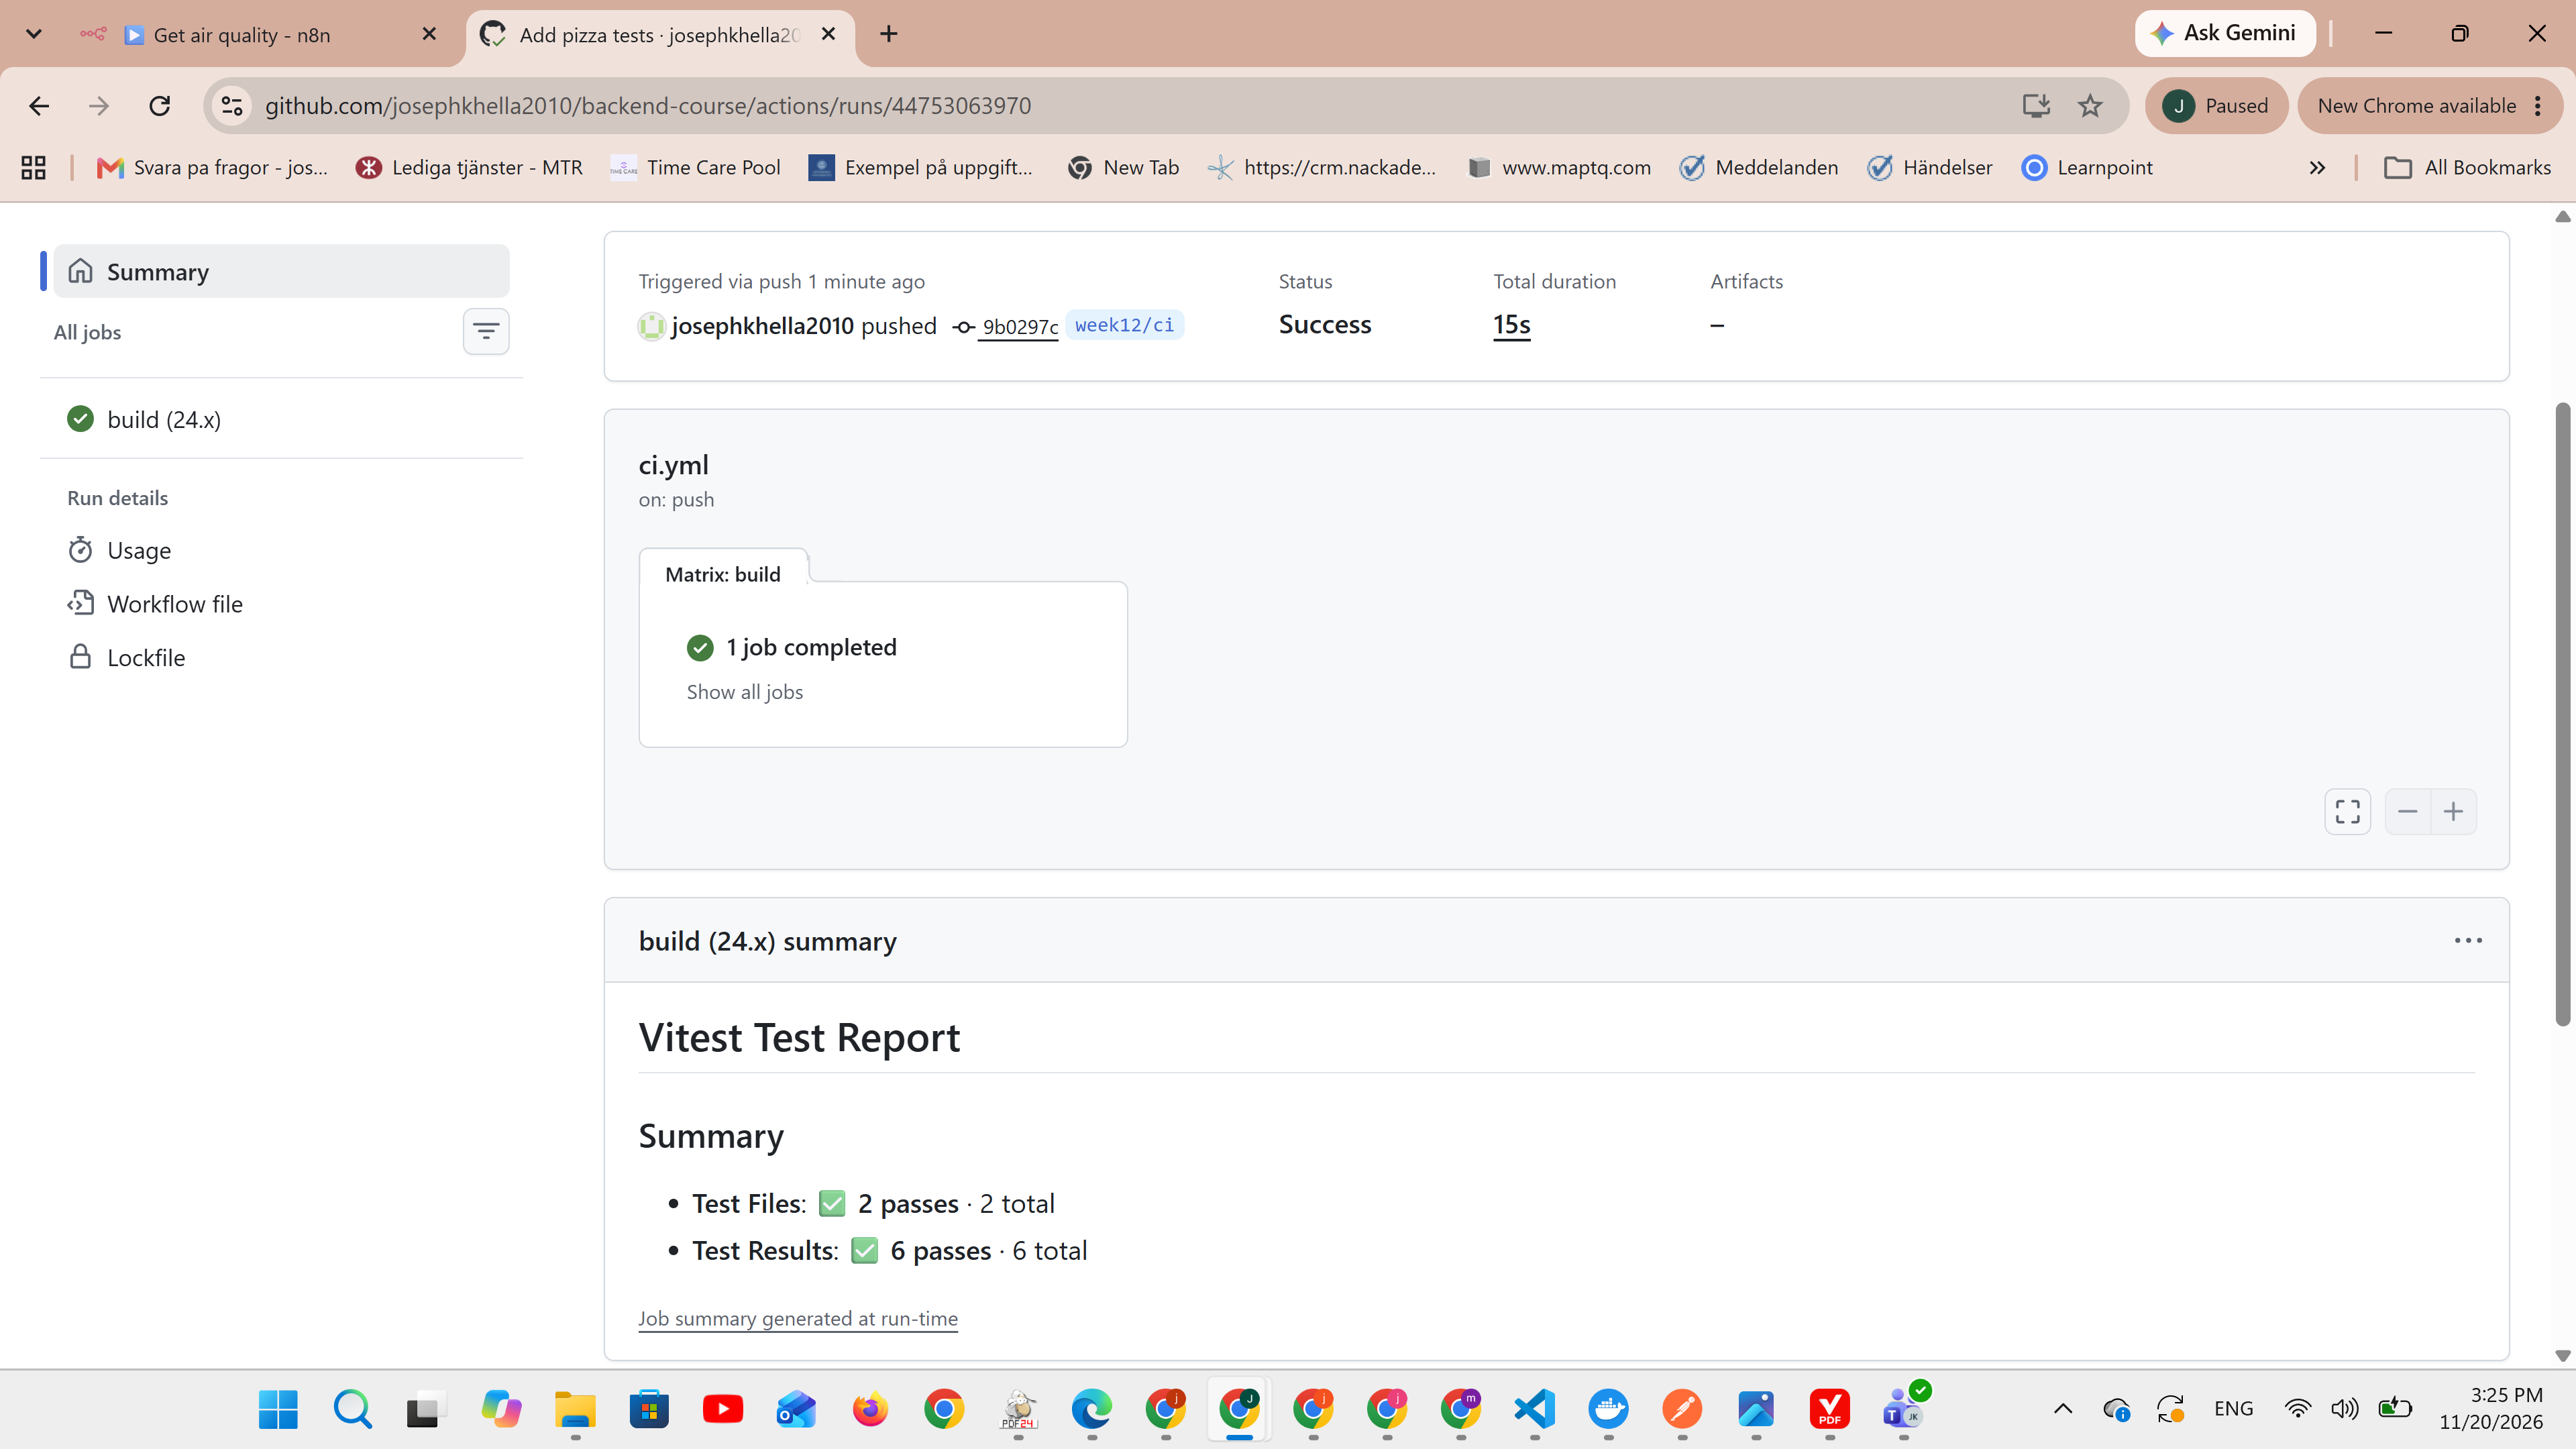 Get air quality - n8n
Add pizza tests · josephkhella20
Ask Gemini
github.com/josephkhella2010/backend-course/actions/runs/44753063970
J
Paused
New Chrome available
Svara pa fragor - jos...
Lediga tjänster - MTR
Time Care Pool
Exempel på uppgift...
New Tab
https://crm.nackade...
www.maptq.com
Meddelanden
Händelser
Learnpoint
All Bookmarks
Summary
All jobs
build (24.x)
Run details
Usage
Workflow file
Lockfile
Triggered via push 1 minute ago
josephkhella2010 pushed 9b0297c week12/ci
Status
Success
Total duration
15s
Artifacts
–
ci.yml
on: push
Matrix: build
1 job completed
Show all jobs
build (24.x) summary
Vitest Test Report
Summary
• Test Files: ✅ 2 passes · 2 total
• Test Results: ✅ 6 passes · 6 total
Job summary generated at run-time
PDF24
PDF
JK
ENG
3:25 PM
11/20/2026